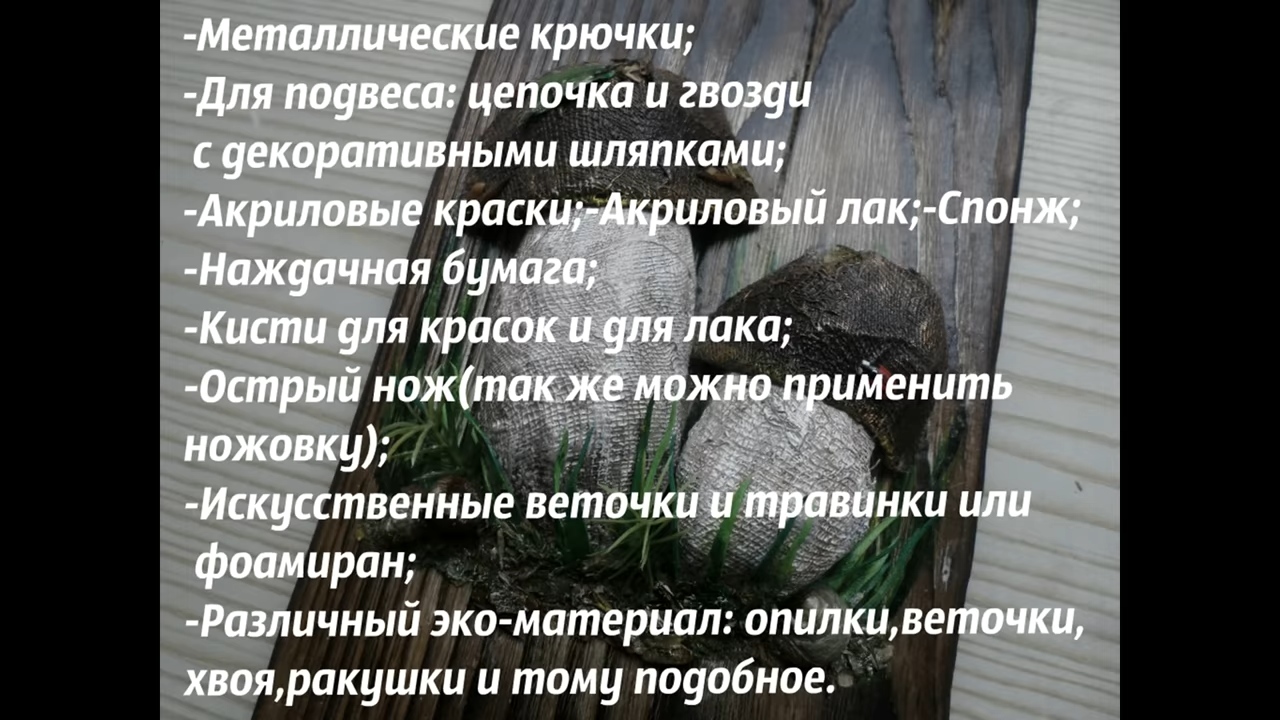 -Металлические крючки;
-Для подвеса: цепочка и гвозди
с декоративными шляпками;
-Акриловые краски;-Акриловый лак;-Спонж;
-Наждачная бумага;
-Кисти для красок и для лака;
-Острый нож(так же можно применить
ножовку);
-Искусственные веточки и травинки или
фоамиран;
-Различный эко-материал: опилки,веточки,
хвоя,ракушки и тому подобное.